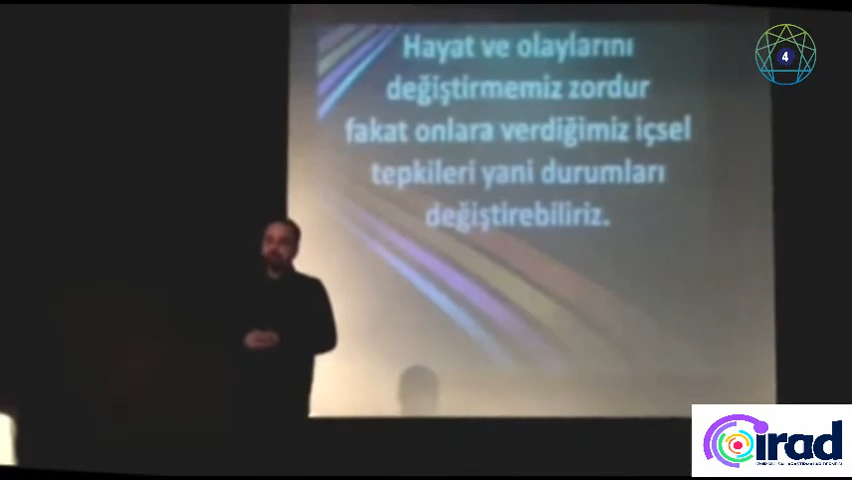 Hayat ve olaylarını
değiştirmemiz zordur
fakat onlara verdiğimiz içsel
tepkileri yani durumları
değiştirebiliriz.
4
irad